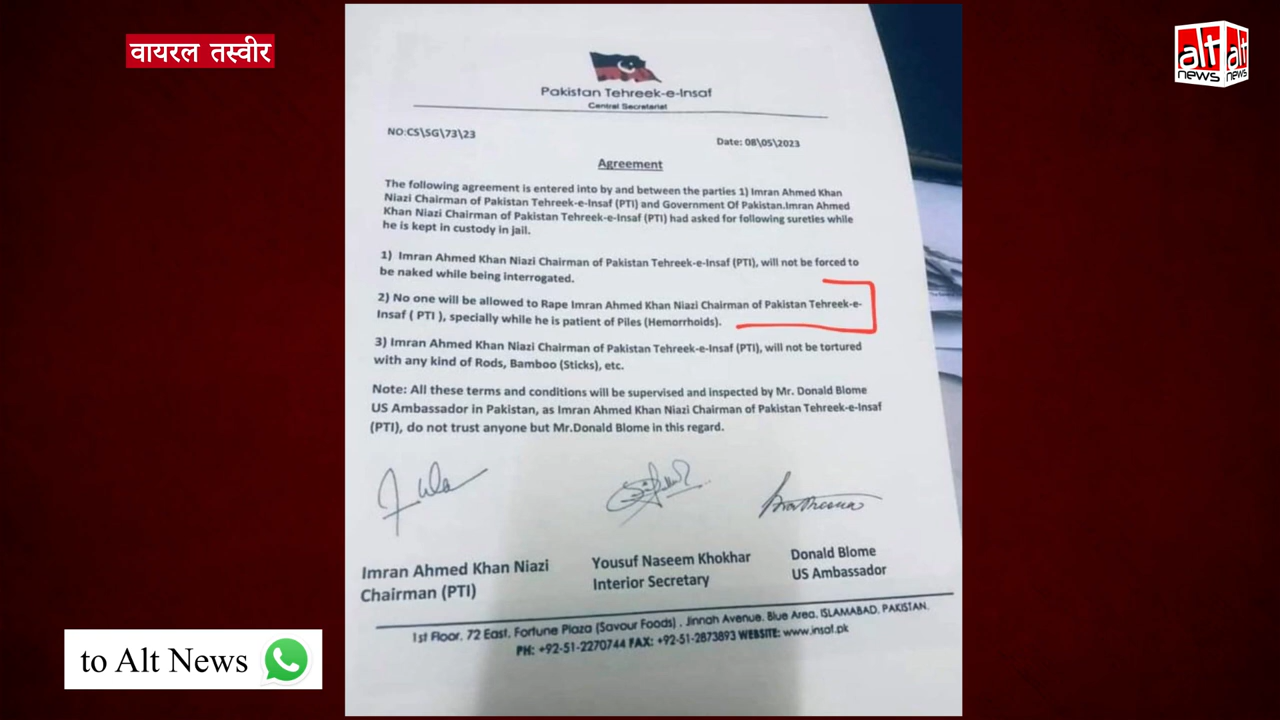 वायरल तस्वीर
alt news
alt news
Pakistan Tehreek-e-Insaf
Central Secretariat
NO:CS\SG\73\23
Date: 08\05\2023
Agreement
The following agreement is entered into by and between the parties 1) Imran Ahmed Khan
Niazi Chairman of Pakistan Tehreek-e-Insaf (PTI) and Government Of Pakistan.Imran Ahmed
Khan Niazi Chairman of Pakistan Tehreek-e-Insaf (PTI) had asked for following sureties while
he is kept in custody in jail.
1) Imran Ahmed Khan Niazi Chairman of Pakistan Tehreek-e-Insaf (PTI), will not be forced to
be naked while being interrogated.
2) No one will be allowed to Rape Imran Ahmed Khan Niazi Chairman of Pakistan Tehreek-e-
Insaf ( PTI ), specially while he is patient of Piles (Hemorrhoids).
3) Imran Ahmed Khan Niazi Chairman of Pakistan Tehreek-e-Insaf (PTI), will not be tortured
with any kind of Rods, Bamboo (Sticks), etc.
Note: All these terms and conditions will be supervised and inspected by Mr. Donald Blome
US Ambassador in Pakistan, as Imran Ahmed Khan Niazi Chairman of Pakistan Tehreek-e-Insaf
(PTI), do not trust anyone but Mr.Donald Blome in this regard.
Imran Ahmed Khan Niazi
Chairman (PTI)
Yousuf Naseem Khokhar
Interior Secretary
Donald Blome
US Ambassador
1st Floor, 72 East, Fortune Plaza (Savour Foods) , Jinnah Avenue, Blue Area, ISLAMABAD, PAKISTAN.
PH: +92-51-2270744 FAX: +92-51-2873893 WEBSITE: www.insaf.pk
to Alt News